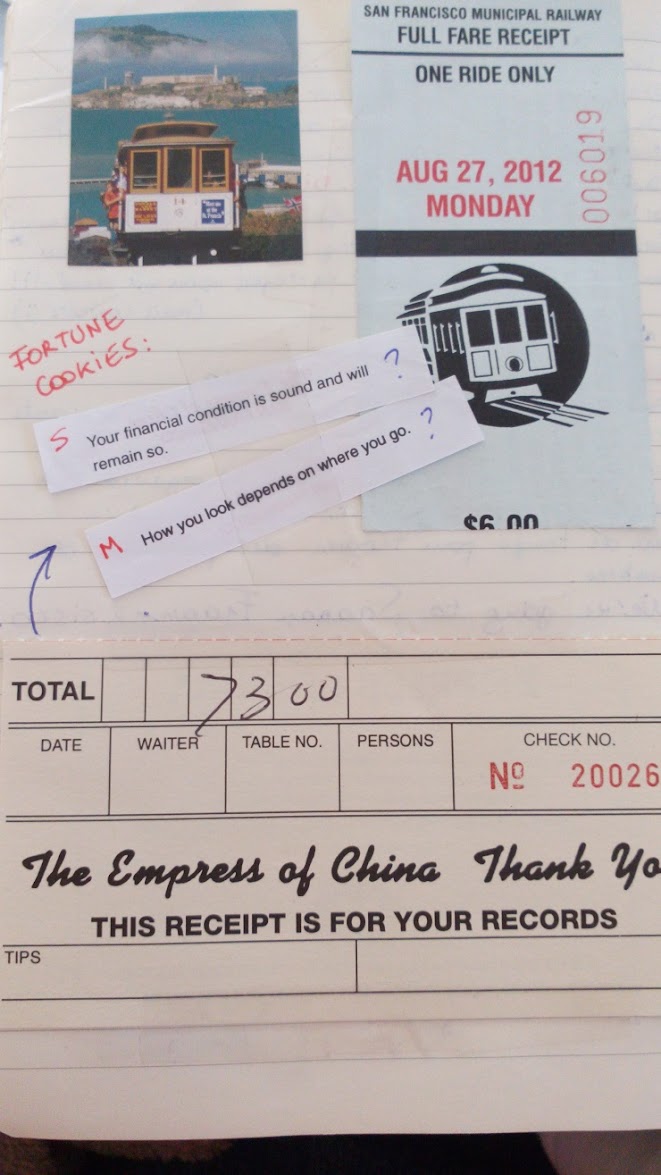 SAN FRANCISCO MUNICIPAL RAILWAY
FULL FARE RECEIPT
ONE RIDE ONLY
AUG 27, 2012
MONDAY
006019
14
FORTUNE
COOKIES:
S Your financial condition is sound and will ?
remain so.
M How you look depends on where you go. ?
$6.00
TOTAL 73 00
DATE WAITER TABLE NO. PERSONS CHECK NO.
Nº 20026
The Empress of China Thank Yo
THIS RECEIPT IS FOR YOUR RECORDS
TIPS